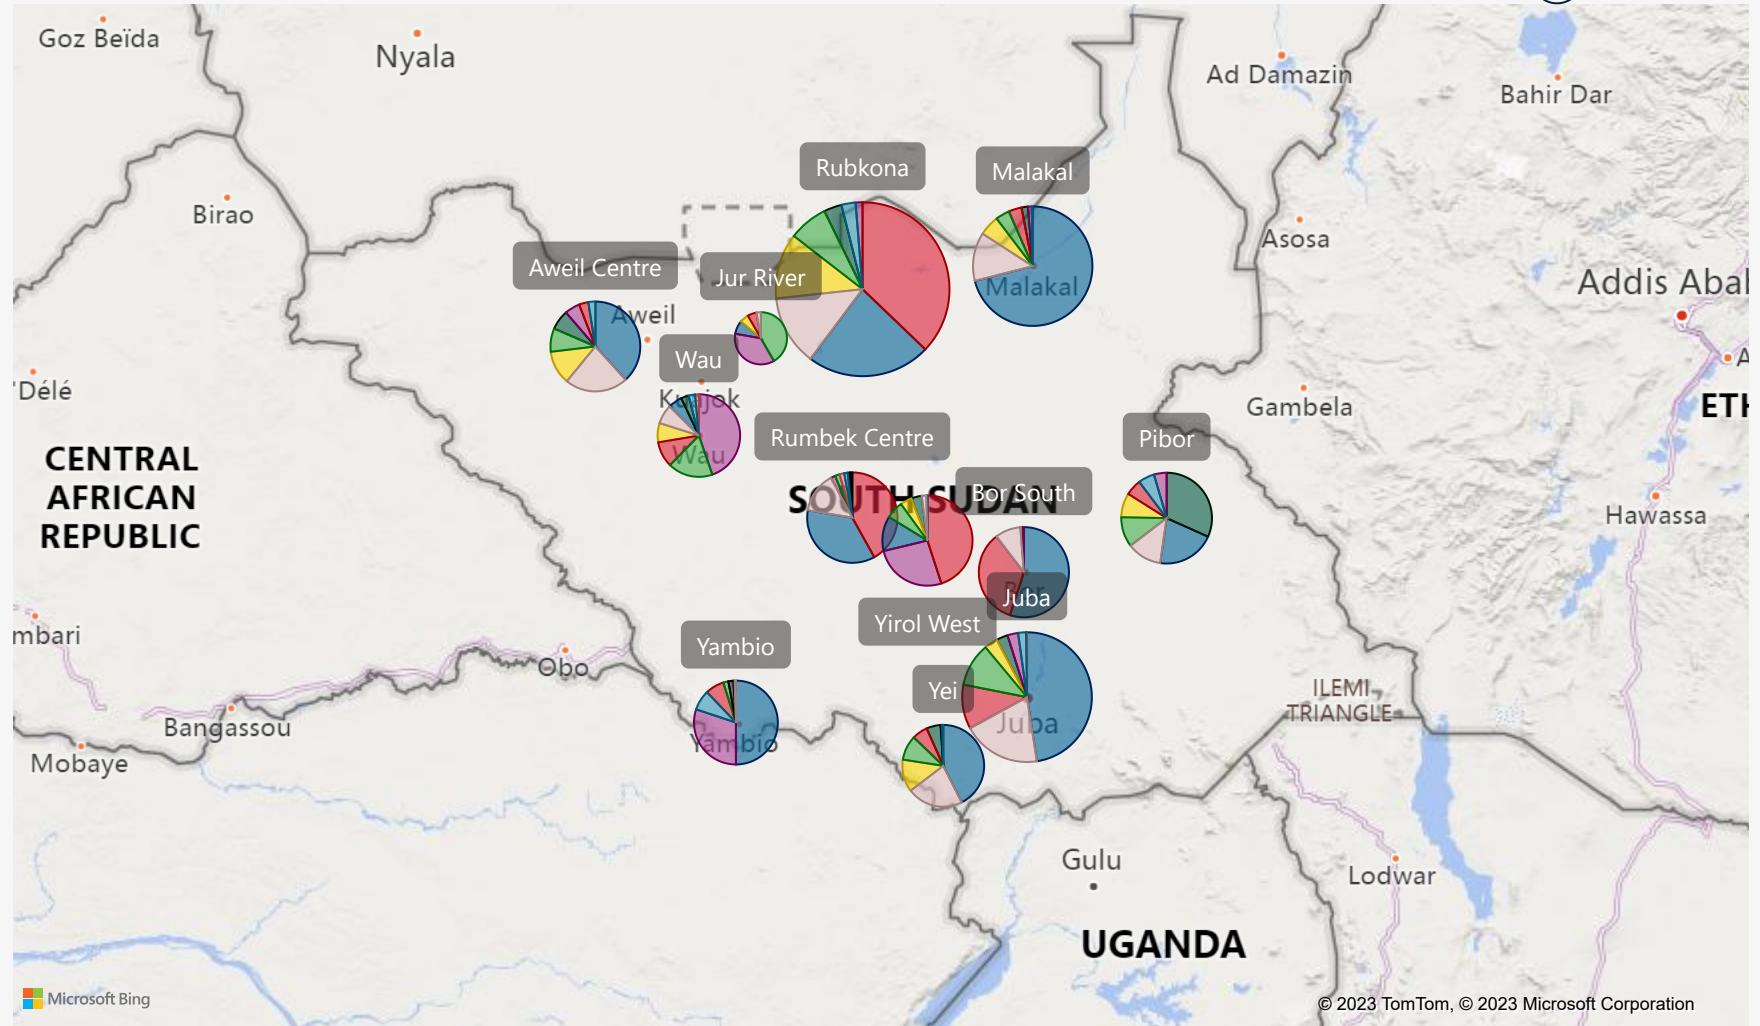 Goz Beïda
Nyala
Ad Damazin
Bahir Dar
Rubkona
Malakal
Birao
Asosa
Aweil Centre
Jur River
Addis Abal
Malakal
Aweil
Wau
'Délé
Kuajok
Gambela
ETH
CENTRAL
AFRICAN
REPUBLIC
Rumbek Centre
Pibor
Wau
SOUTH SUDAN
Bor South
Hawassa
Juba
Yirol West
mbari
Yambio
Obo
Yei
ILEMI
TRIANGLE
Bangassou
Juba
Yambio
Mobaye
Gulu
Lodwar
UGANDA
Microsoft Bing
© 2023 TomTom, © 2023 Microsoft Corporation